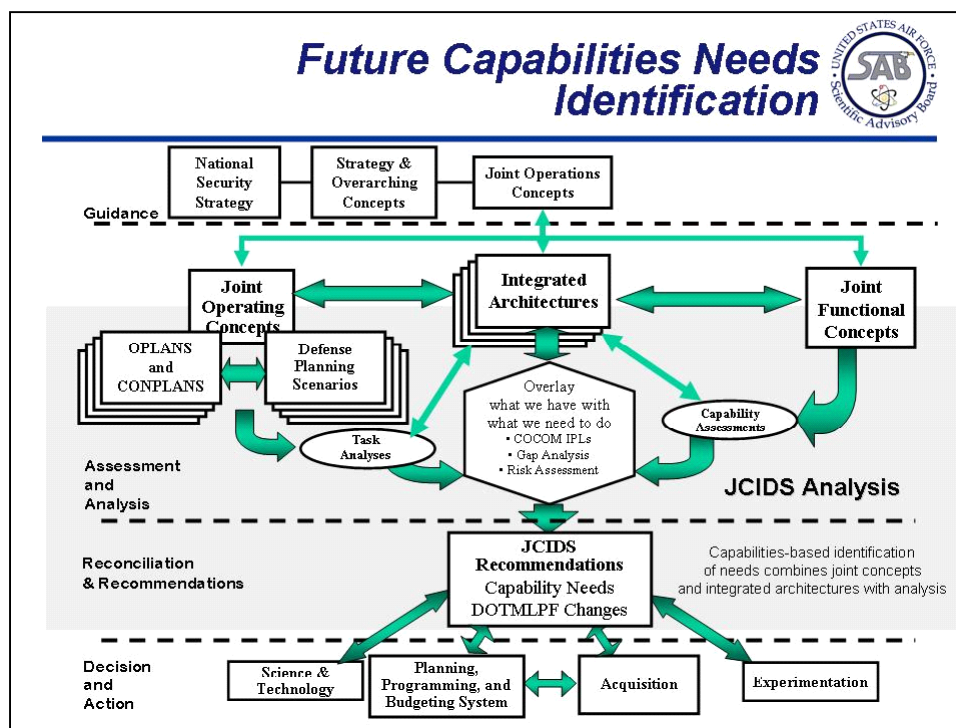 Future Capabilities Needs
Identification
UNITED STATES AIR FORCE
SAB
Scientific Advisory Board
National
Security
Strategy
Strategy &
Overarching
Concepts
Joint Operations
Concepts
Guidance
Joint
Operating
Concepts
Integrated
Architectures
Joint
Functional
Concepts
OPLANS
and
CONPLANS
Defense
Planning
Scenarios
Overlay
what we have with
what we need to do
• COCOM IPLs
• Gap Analysis
• Risk Assessment
Capability
Assessments
Task
Analyses
Assessment
and
Analysis
JCIDS Analysis
Reconciliation
& Recommendations
JCIDS
Recommendations
Capability Needs
DOTMLPF Changes
Capabilities-based identification
of needs combines joint concepts
and integrated architectures with analysis
Decision
and
Action
Science &
Technology
Planning,
Programming, and
Budgeting System
Acquisition
Experimentation